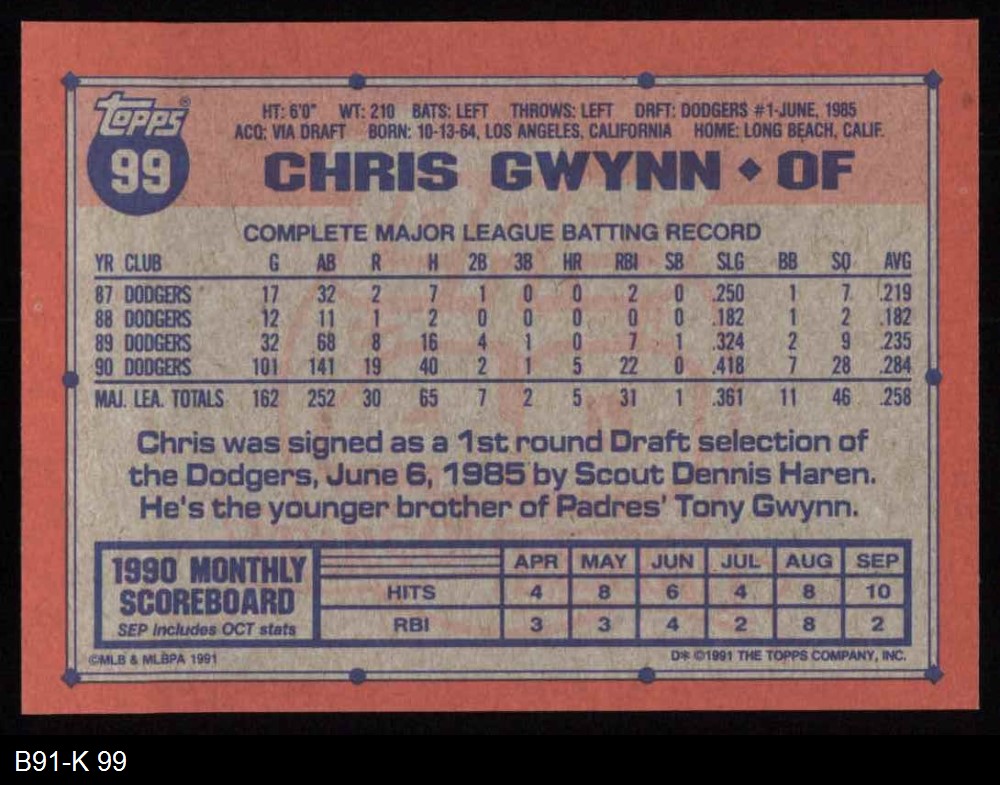 Topps®
99
HT: 6'0" WT: 210 BATS: LEFT THROWS: LEFT DRFT: DODGERS #1-JUNE, 1985
ACQ: VIA DRAFT BORN: 10-13-64, LOS ANGELES, CALIFORNIA HOME: LONG BEACH, CALIF.
CHRIS GWYNN ◆ OF
COMPLETE MAJOR LEAGUE BATTING RECORD
YR CLUB G AB R H 2B 3B HR RBI SB SLG BB SO AVG
87 DODGERS 17 32 2 7 1 0 0 2 0 .250 1 7 .219
88 DODGERS 12 11 1 2 0 0 0 0 0 .182 1 2 .182
89 DODGERS 32 68 8 16 4 1 0 7 1 .324 2 9 .235
90 DODGERS 101 141 19 40 2 1 5 22 0 .418 7 28 .284
MAJ. LEA. TOTALS 162 252 30 65 7 2 5 31 1 .361 11 46 .258
Chris was signed as a 1st round Draft selection of
the Dodgers, June 6, 1985 by Scout Dennis Haren.
He's the younger brother of Padres' Tony Gwynn.
1990 MONTHLY
SCOREBOARD
SEP Includes OCT stats
APR MAY JUN JUL AUG SEP
HITS 4 8 6 4 8 10
RBI 3 3 4 2 8 2
©MLB & MLBPA 1991
D* ©1991 THE TOPPS COMPANY, INC.
B91-K 99